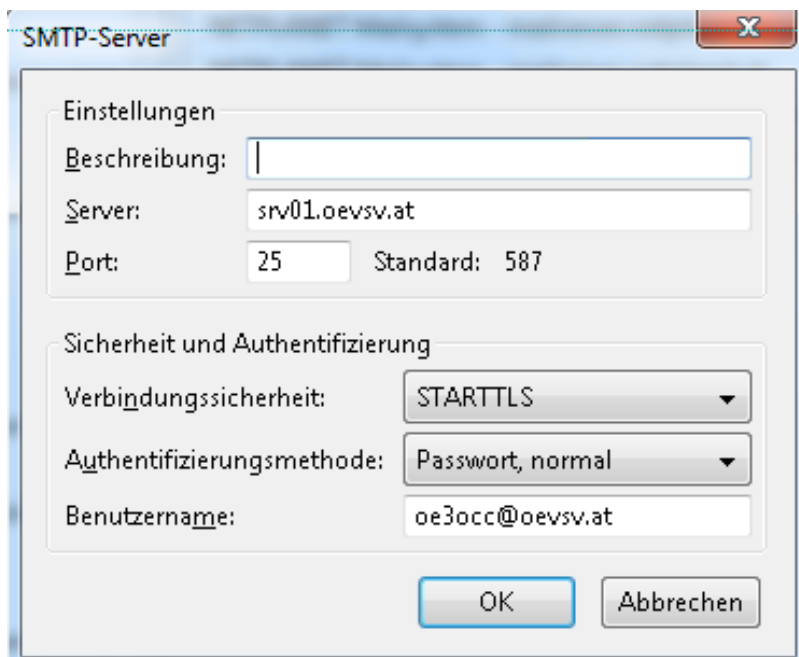 SMTP-Server
Einstellungen
Beschreibung:
Server: srv01.oevsv.at
Port: 25 Standard: 587
Sicherheit und Authentifizierung
Verbindungssicherheit: STARTTLS
Authentifizierungsmethode: Passwort, normal
Benutzername: oe3occ@oevsv.at
OK Abbrechen